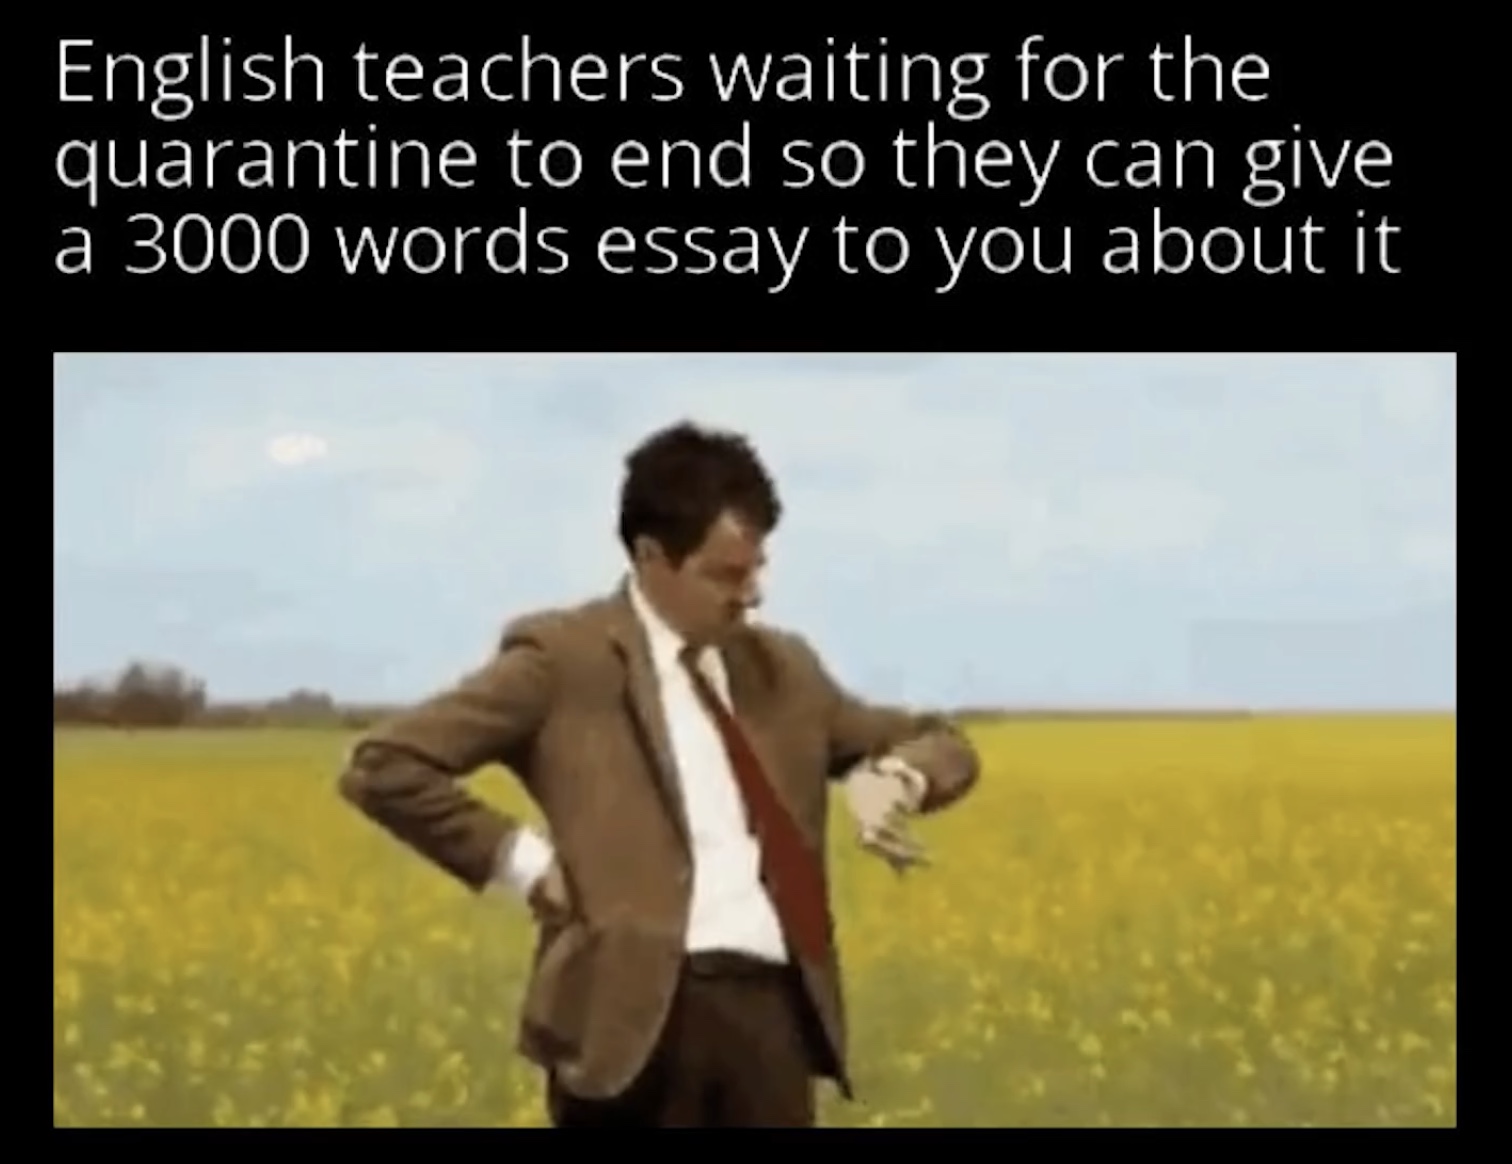 English teachers waiting for the
quarantine to end so they can give
a 3000 words essay to you about it